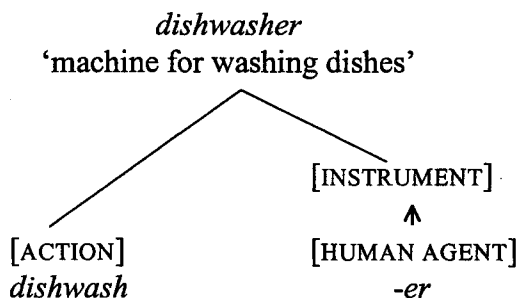 dishwasher
‘machine for washing dishes’
[INSTRUMENT]
[ACTION] [HUMAN AGENT]
dishwash -er